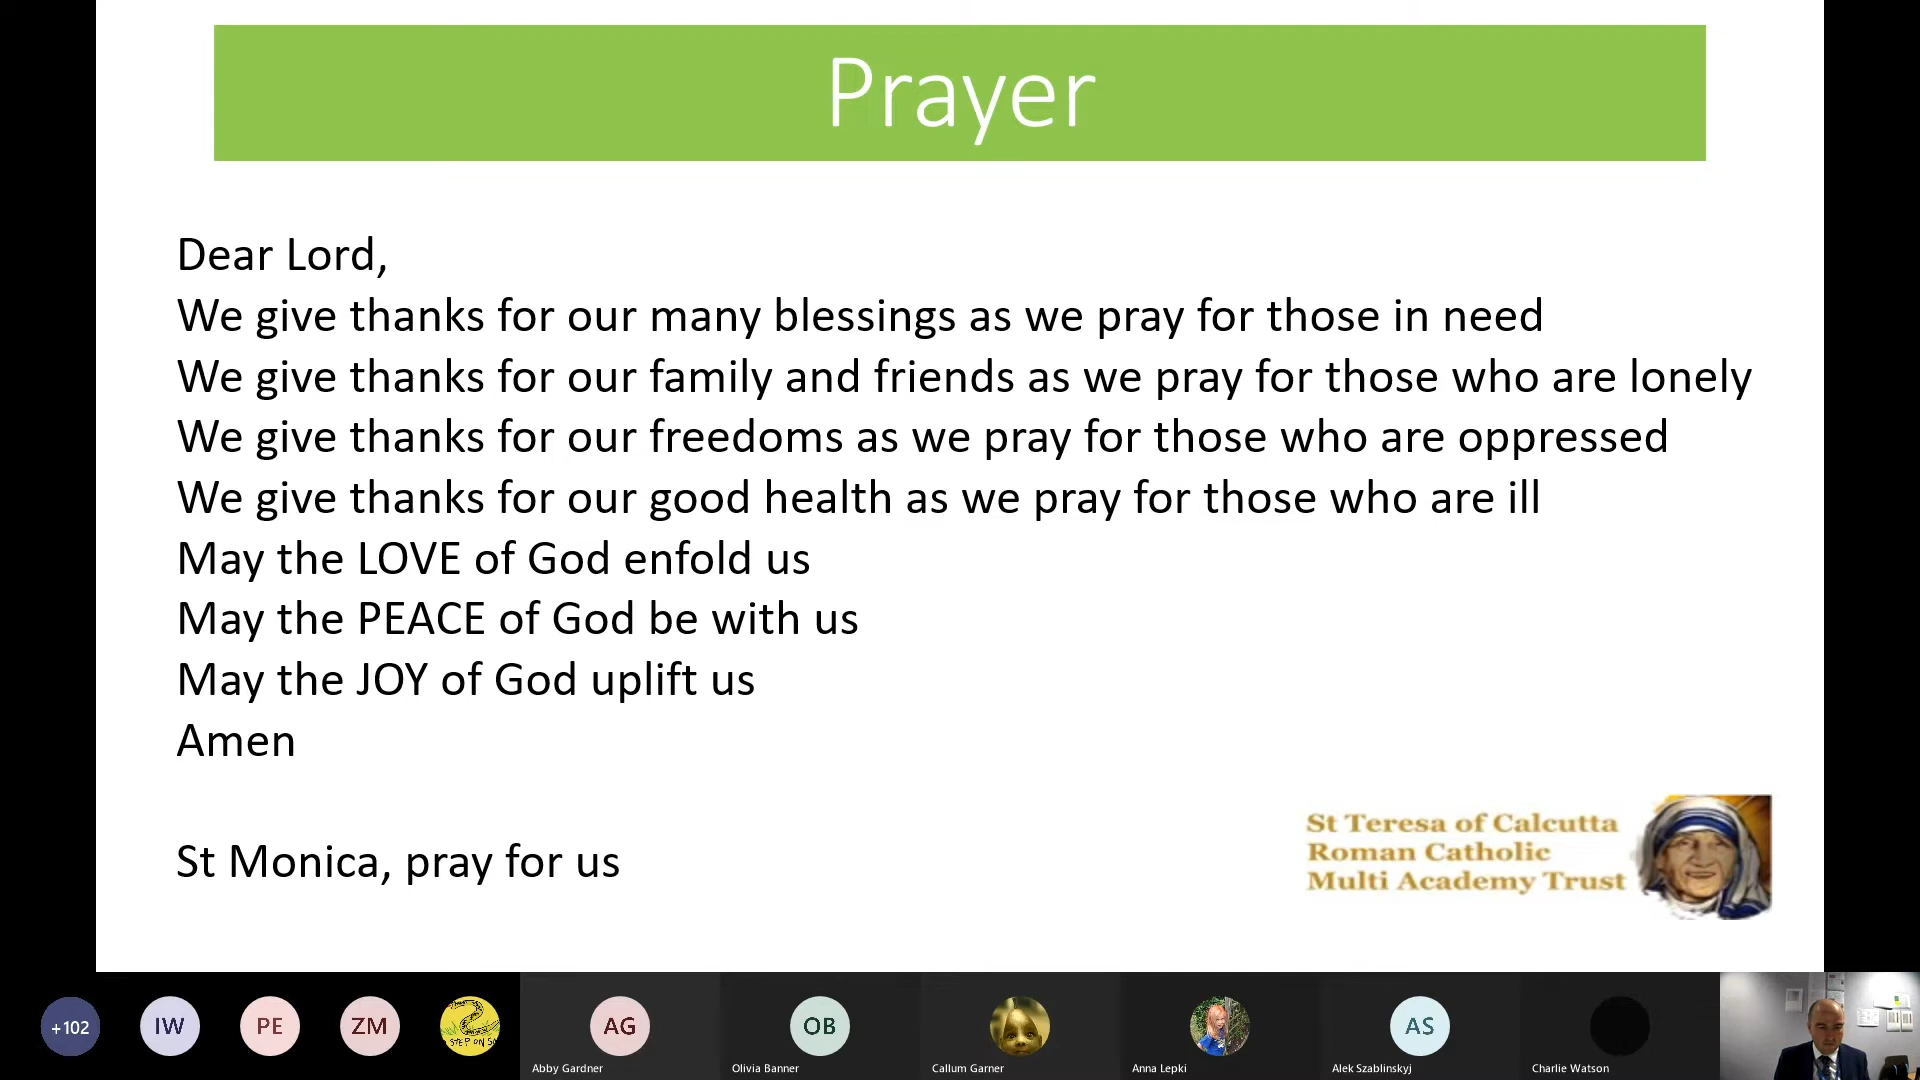 Prayer
Dear Lord,
We give thanks for our many blessings as we pray for those in need
We give thanks for our family and friends as we pray for those who are lonely
We give thanks for our freedoms as we pray for those who are oppressed
We give thanks for our good health as we pray for those who are ill
May the LOVE of God enfold us
May the PEACE of God be with us
May the JOY of God uplift us
Amen
St Monica, pray for us
St Teresa of Calcutta
Roman Catholic
Multi Academy Trust
+102
IW
PE
ZM
STEP ON
AG
OB
AS
Abby Gardner
Olivia Banner
Callum Garner
Anna Lepki
Alek Szablinskyj
Charlie Watson